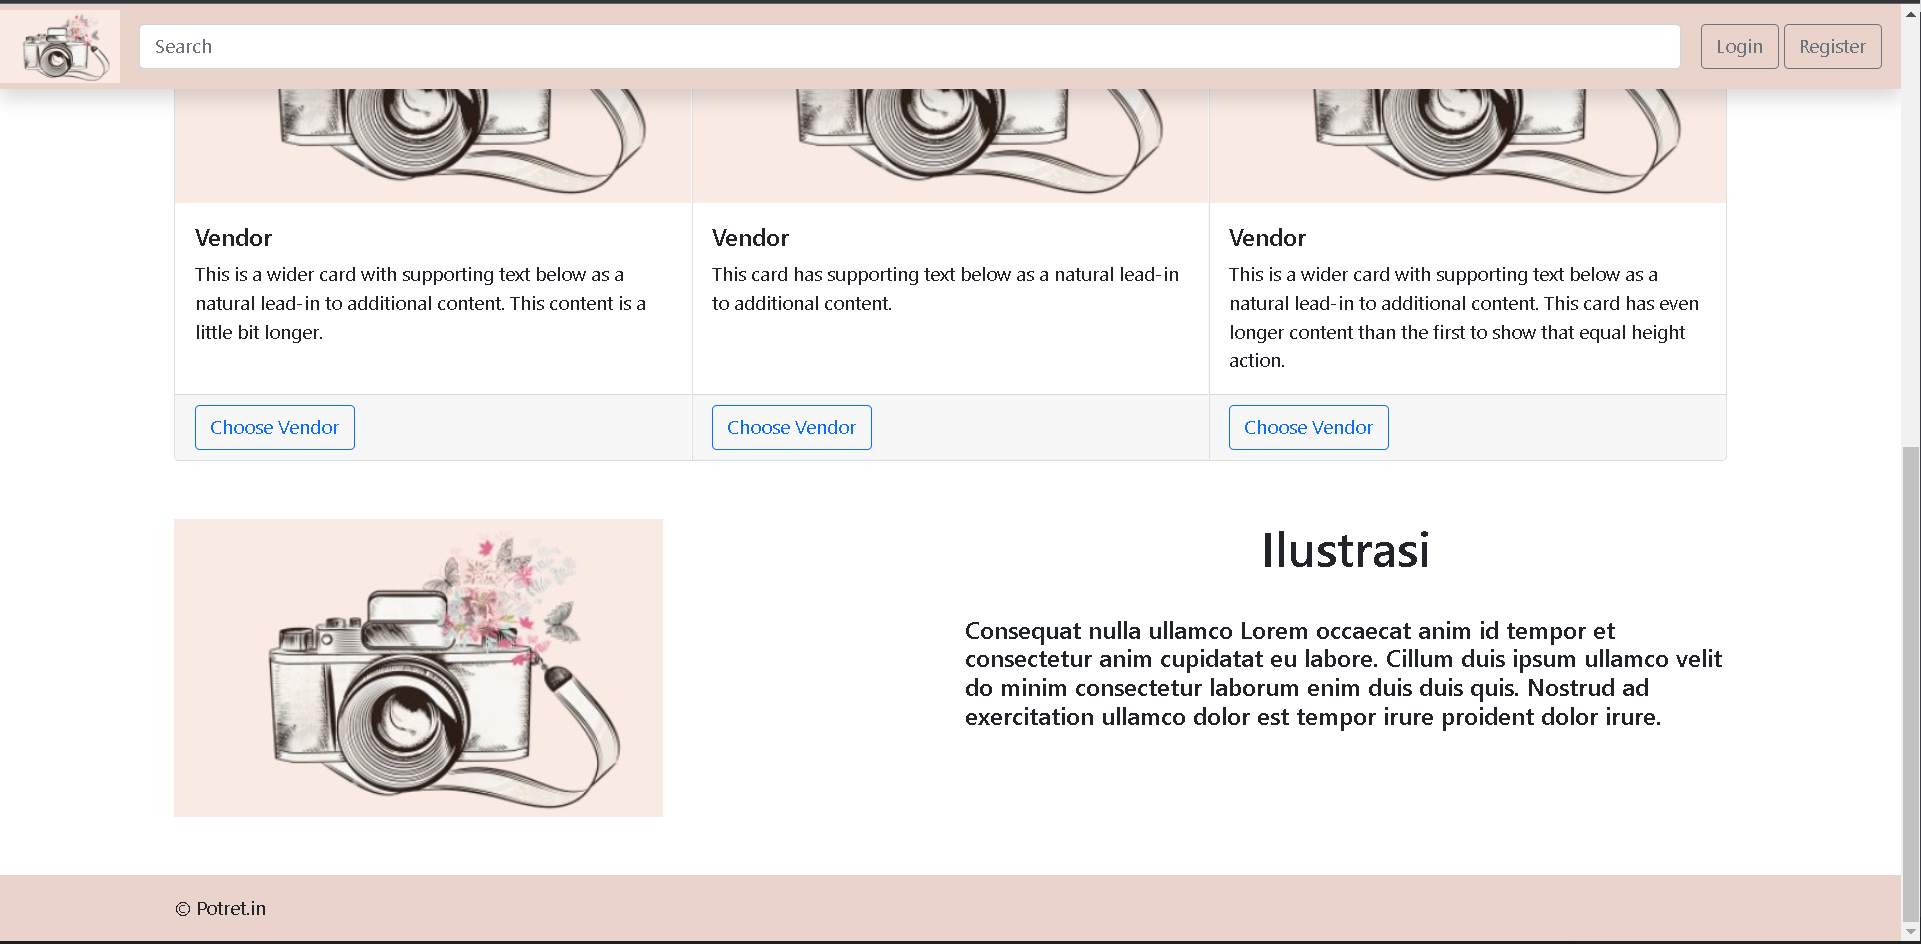 Search
Login
Register
Vendor
This is a wider card with supporting text below as a
natural lead-in to additional content. This content is a
little bit longer.
Choose Vendor
Vendor
This card has supporting text below as a natural lead-in
to additional content.
Choose Vendor
Vendor
This is a wider card with supporting text below as a
natural lead-in to additional content. This card has even
longer content than the first to show that equal height
action.
Choose Vendor
Ilustrasi
Consequat nulla ullamco Lorem occaecat anim id tempor et
consectetur anim cupidatat eu labore. Cillum duis ipsum ullamco velit
do minim consectetur laborum enim duis duis quis. Nostrud ad
exercitation ullamco dolor est tempor irure proident dolor irure.
© Potret.in